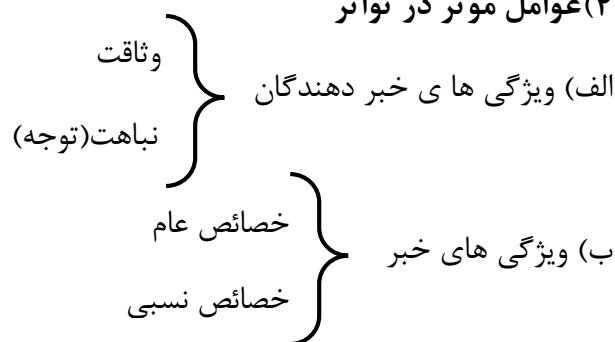 ۲)عوامل موثر در تواتر
وثاقت
الف) ویژگی ها ی خبر دهندگان
نباهت(توجه)
خصائص عام
ب) ویژگی های خبر
خصائص نسبی